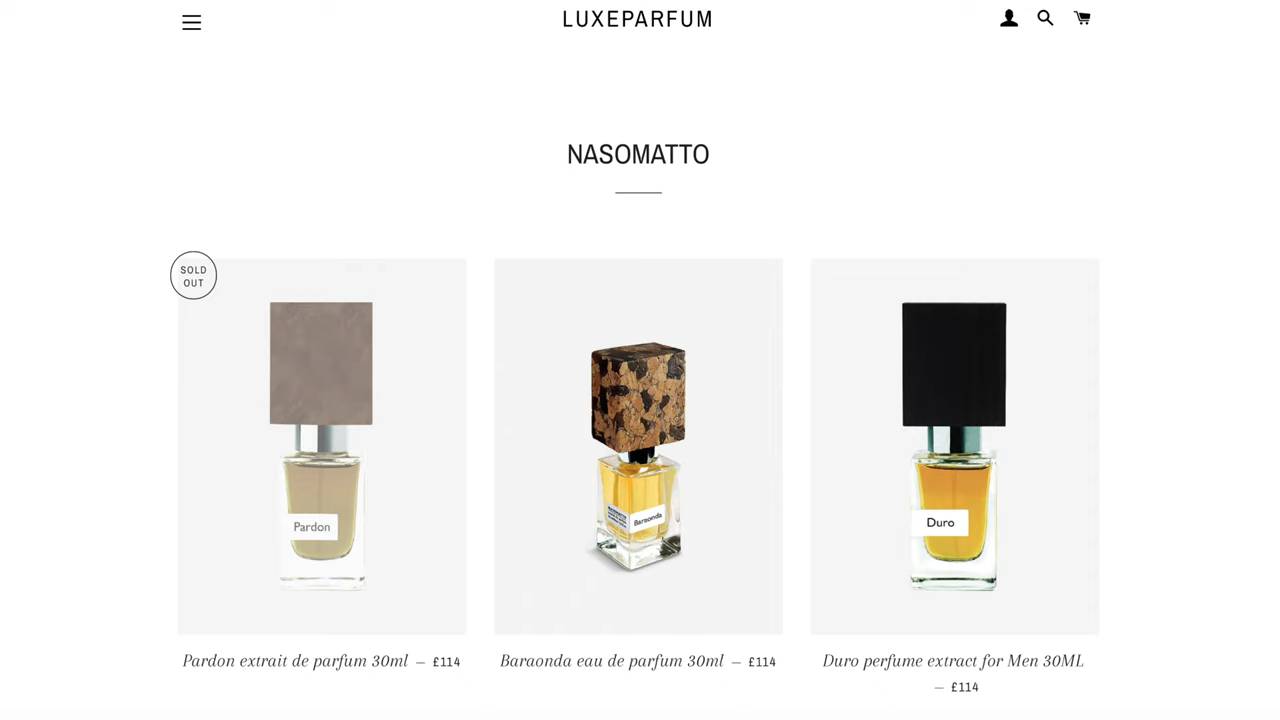 LUXEPARFUM
NASOMATTO
SOLD
OUT
Pardon
Baraonda
Duro
Pardon extrait de parfum 30ml — £114
Baraonda eau de parfum 30ml — £114
Duro perfume extract for Men 30ML
— £114